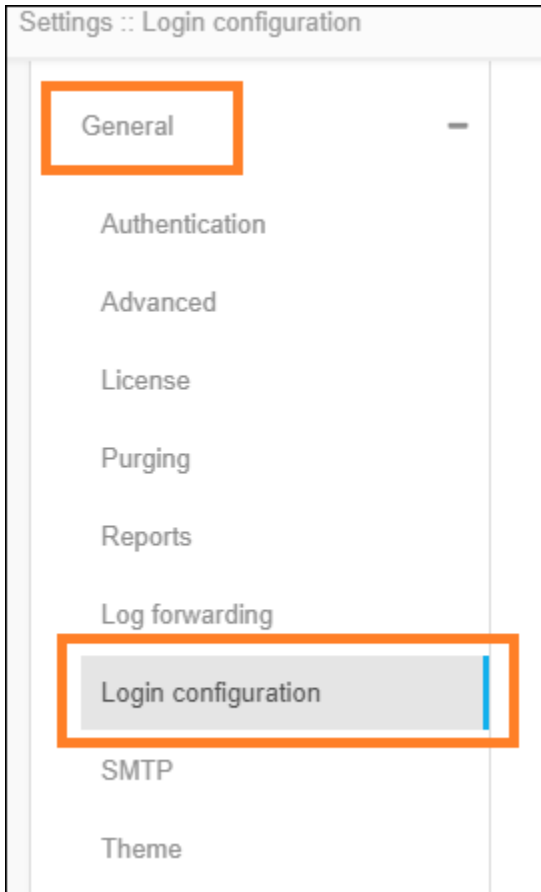 Settings :: Login configuration
General
Authentication
Advanced
License
Purging
Reports
Log forwarding
Login configuration
SMTP
Theme